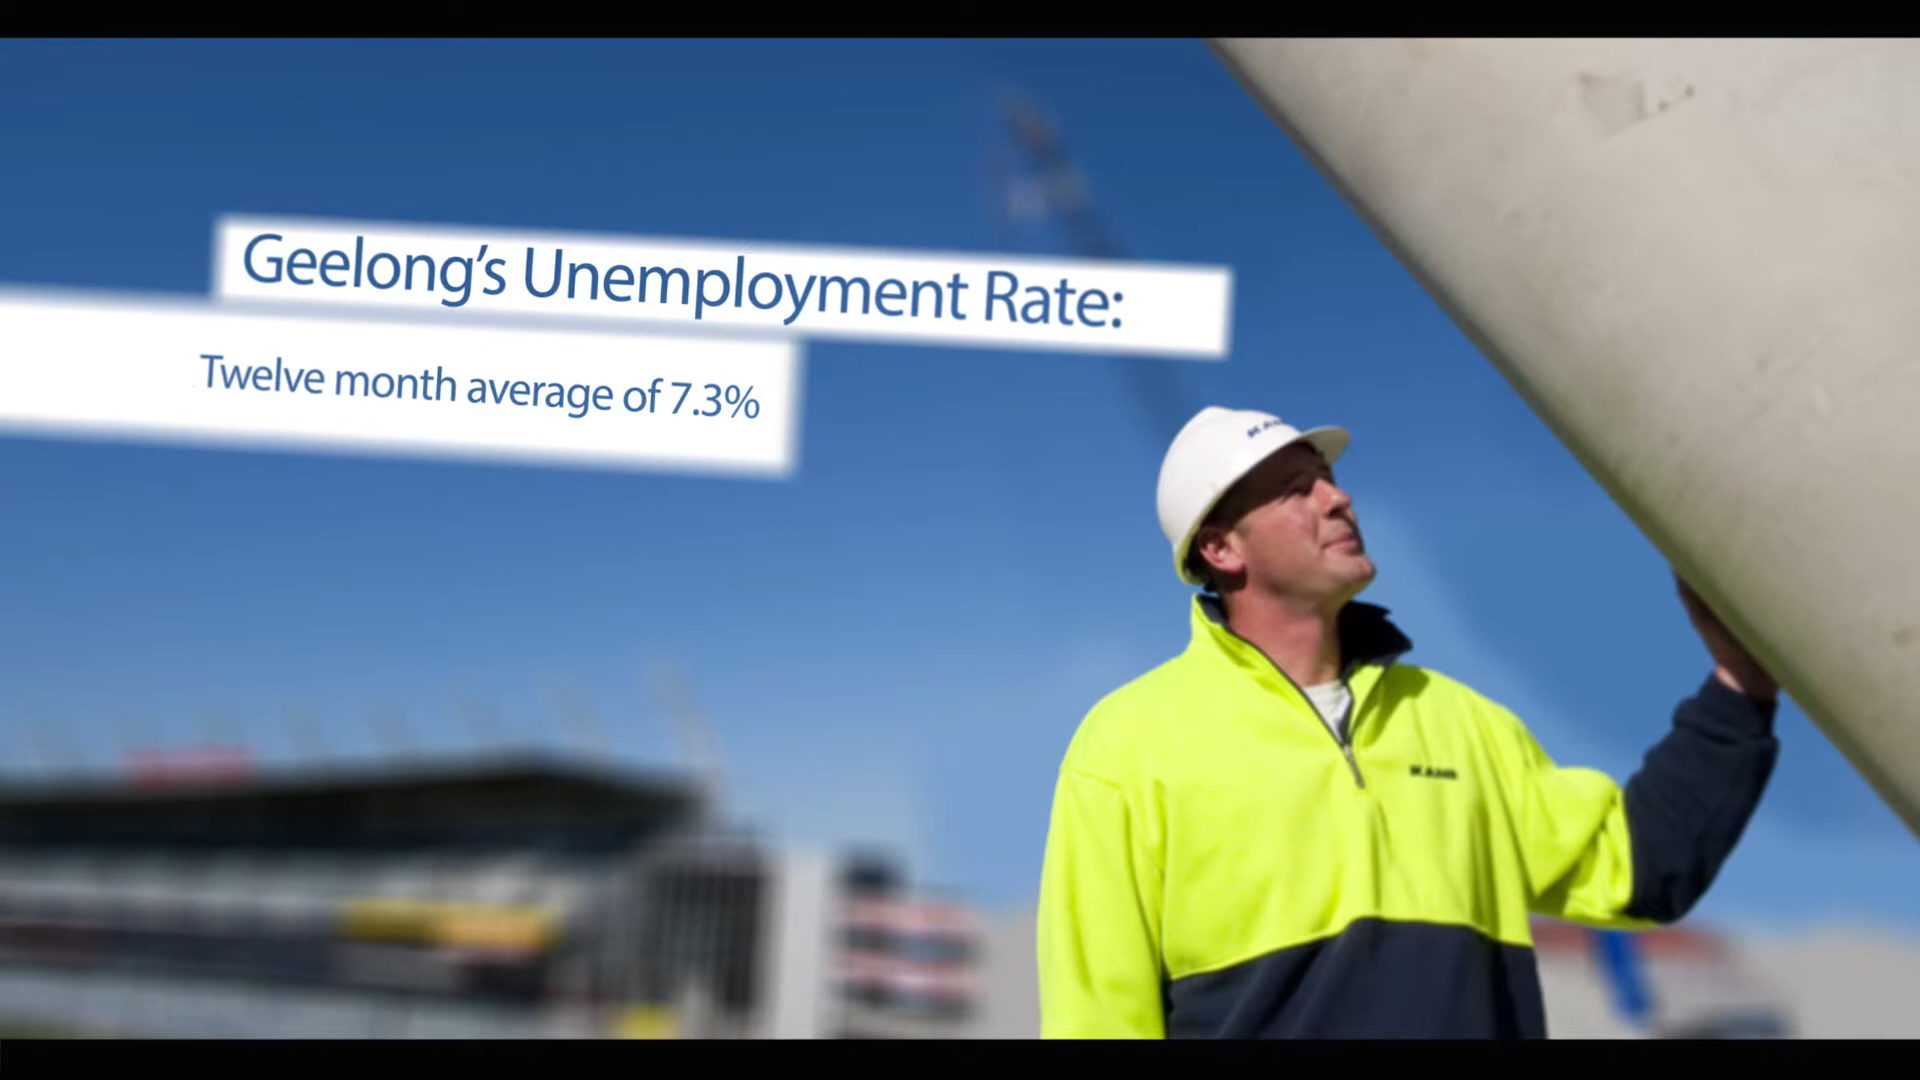 Geelong's Unemployment Rate:
Twelve month average of 7.3%